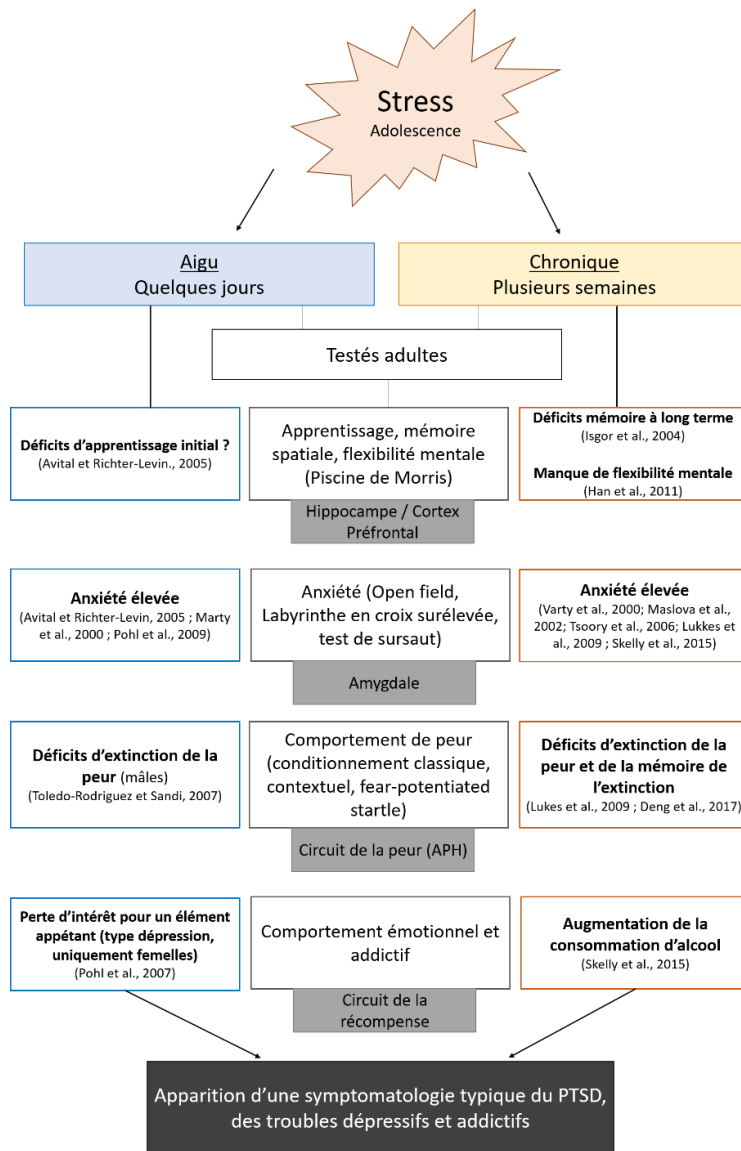 Stress
Adolescence
Aigu
Quelques jours
Chronique
Plusieurs semaines
Testés adultes
Déficits d'apprentissage initial ?
(Avital et Richter-Levin., 2005)
Apprentissage, mémoire
spatiale, flexibilité mentale
(Piscine de Morris)
Hippocampe / Cortex
Préfrontal
Déficits mémoire à long terme
(Isgor et al., 2004)
Manque de flexibilité mentale
(Han et al., 2011)
Anxiété élevée
(Avital et Richter-Levin, 2005 ; Marty
et al., 2000 ; Pohl et al., 2009)
Anxiété (Open field,
Labyrinthe en croix surélevée,
test de sursaut)
Amygdale
Anxiété élevée
(Varty et al., 2000; Maslova et al.,
2002; Tsoory et al., 2006; Lukkes et
al., 2009 ; Skelly et al., 2015)
Déficits d'extinction de la
peur (mâles)
(Toledo-Rodriguez et Sandi, 2007)
Comportement de peur
(conditionnement classique,
contextuel, fear-potentiated
startle)
Circuit de la peur (APH)
Déficits d'extinction de la
peur et de la mémoire de
l'extinction
(Lukes et al., 2009 ; Deng et al., 2017)
Perte d'intérêt pour un élément
appétant (type dépression,
uniquement femelles)
(Pohl et al., 2007)
Comportement émotionnel et
addictif
Circuit de la
récompense
Augmentation de la
consommation d'alcool
(Skelly et al., 2015)
Apparition d'une symptomatologie typique du PTSD,
des troubles dépressifs et addictifs